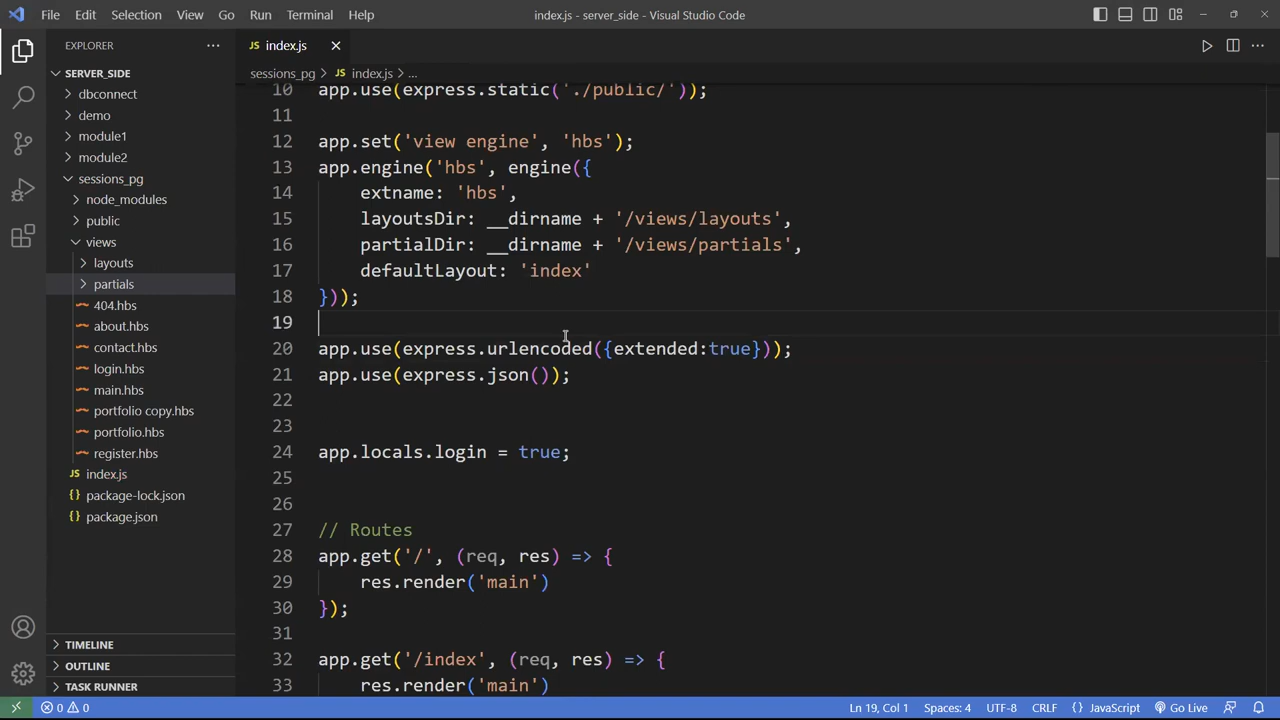 File Edit Selection View Go Run Terminal Help index.js - server_side - Visual Studio Code
EXPLORER
SERVER_SIDE
dbconnect
demo
module1
module2
sessions_pg
node_modules
public
views
layouts
partials
404.hbs
about.hbs
contact.hbs
login.hbs
main.hbs
portfolio copy.hbs
portfolio.hbs
register.hbs
JS index.js
{} package-lock.json
{} package.json
TIMELINE
OUTLINE
TASK RUNNER
JS index.js
sessions_pg > JS index.js > ...
10 app.use(express.static('./public/'));
11
12 app.set('view engine', 'hbs');
13 app.engine('hbs', engine({
14 extname: 'hbs',
15 layoutsDir: __dirname + '/views/layouts',
16 partialDir: __dirname + '/views/partials',
17 defaultLayout: 'index'
18 }));
19
20 app.use(express.urlencoded({extended:true}));
21 app.use(express.json());
22
23
24 app.locals.login = true;
25
26
27 // Routes
28 app.get('/', (req, res) => {
29 res.render('main')
30 });
31
32 app.get('/index', (req, res) => {
33 res.render('main')
0 0 Ln 19, Col 1 Spaces: 4 UTF-8 CRLF {} JavaScript Go Live